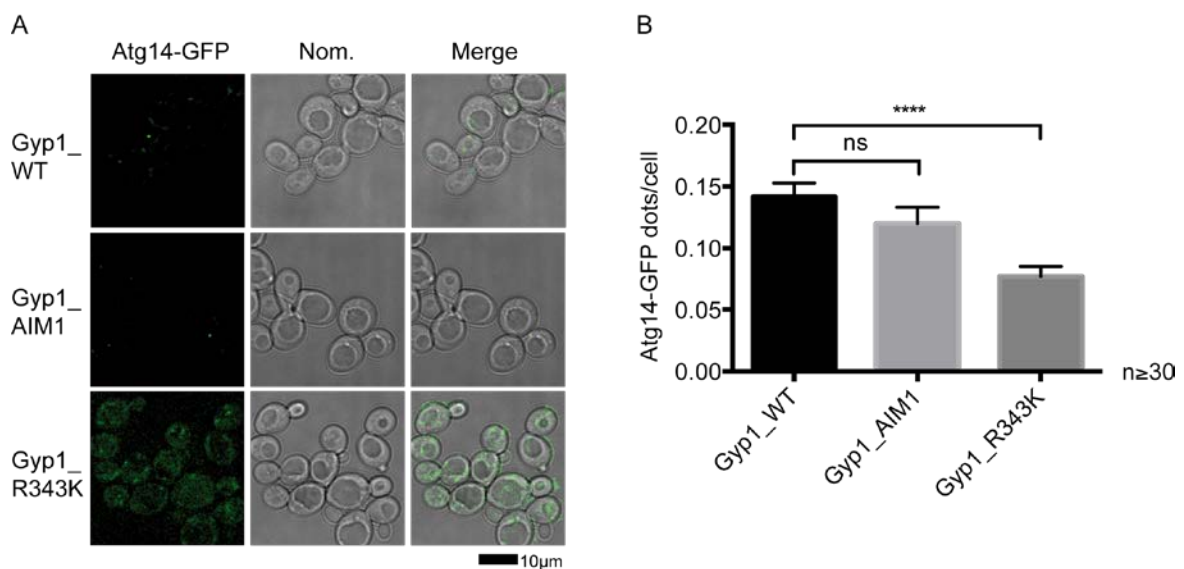 A
Atg14-GFP
Nom.
Merge
Gyp1_
WT
Gyp1_
AIM1
Gyp1_
R343K
10μm
B
Atg14-GFP dots/cell
0.20
0.15
0.10
0.05
0.00
****
ns
n≥30
Gyp1_WT
Gyp1_AIM1
Gyp1_R343K